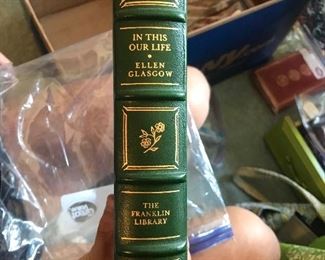 IN THIS
OUR LIFE
ELLEN
GLASGOW
THE
FRANKLIN
LIBRARY